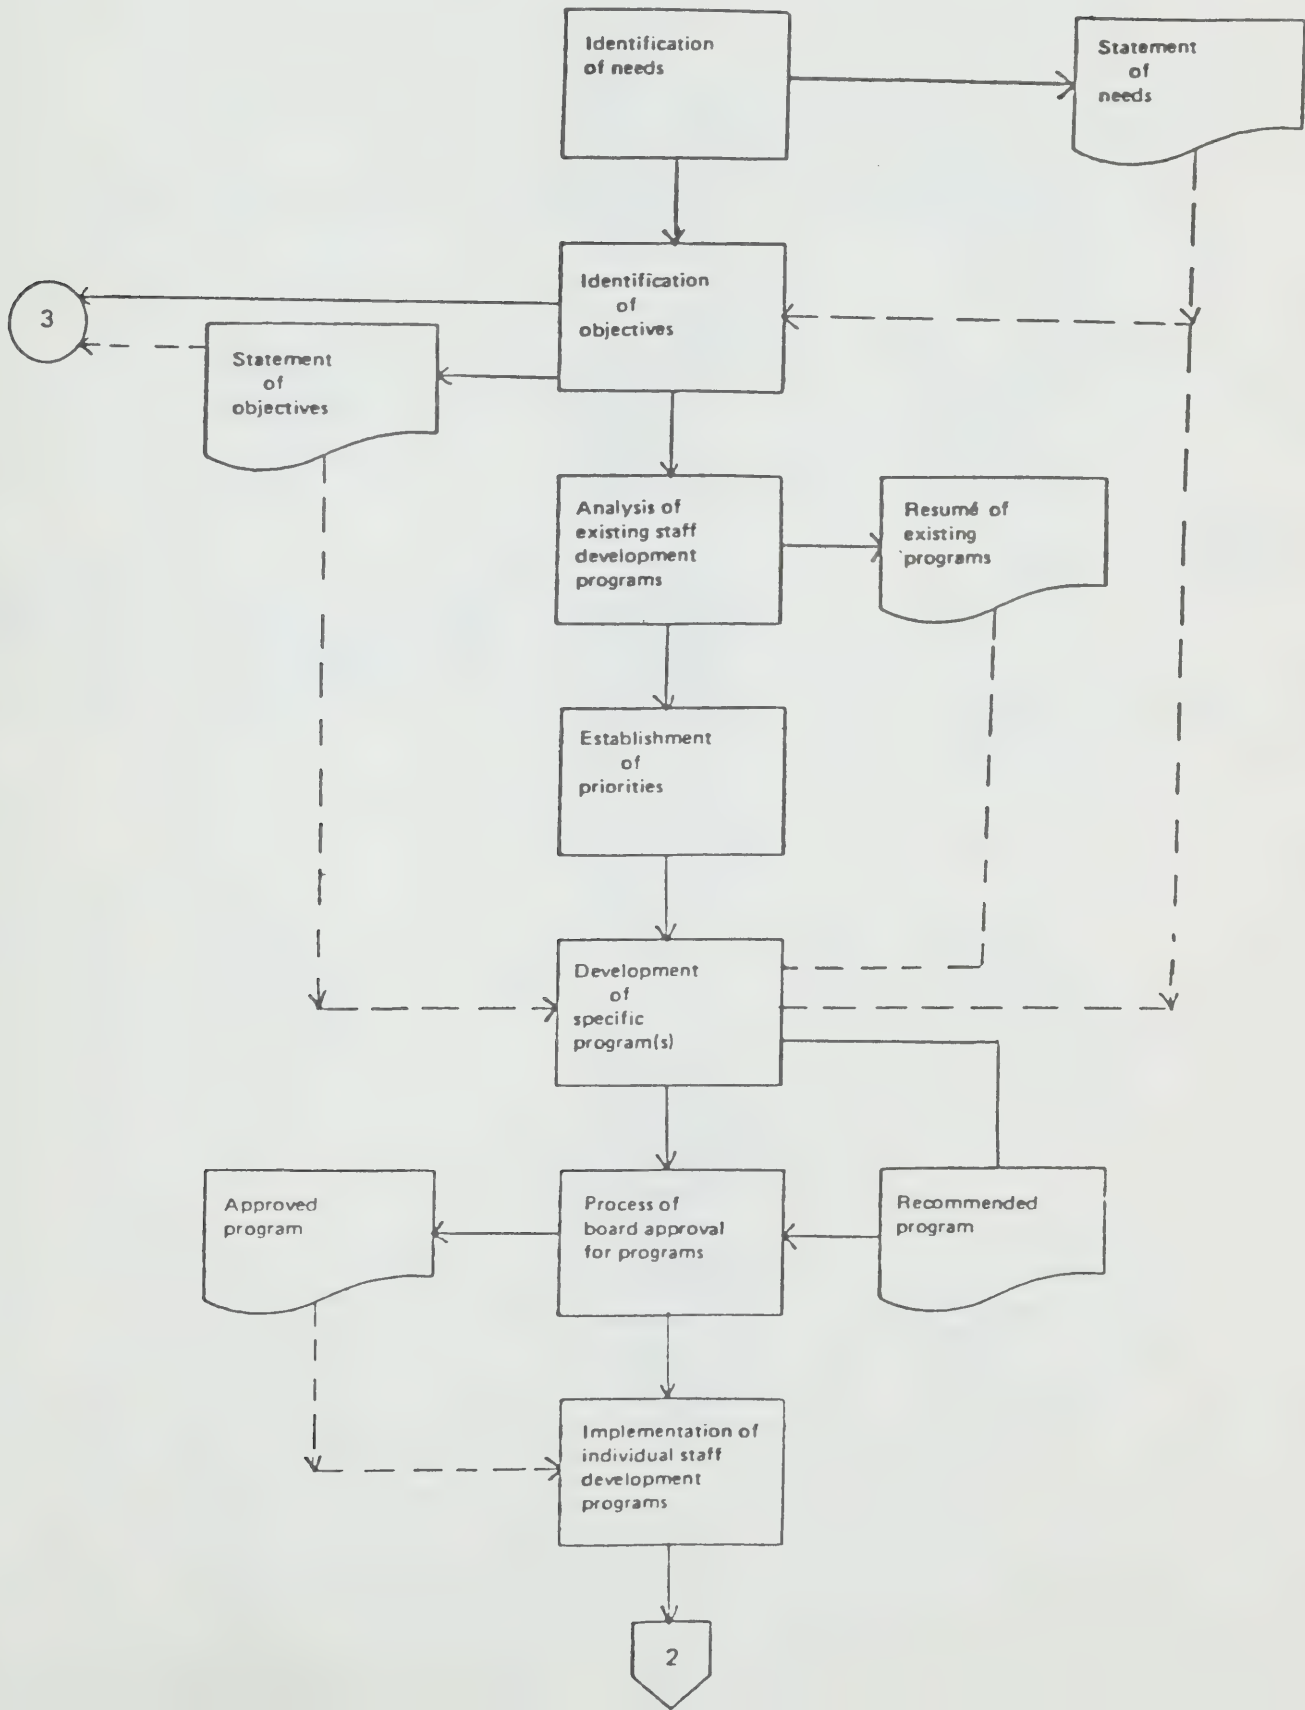 Identification
of needs
Statement
of
needs
Identification
of
objectives
3
Statement
of
objectives
Analysis of
existing staff
development
programs
Resumé of
existing
programs
Establishment
of
priorities
Development
of
specific
program(s)
Approved
program
Process of
board approval
for programs
Recommended
program
Implementation of
individual staff
development
programs
2